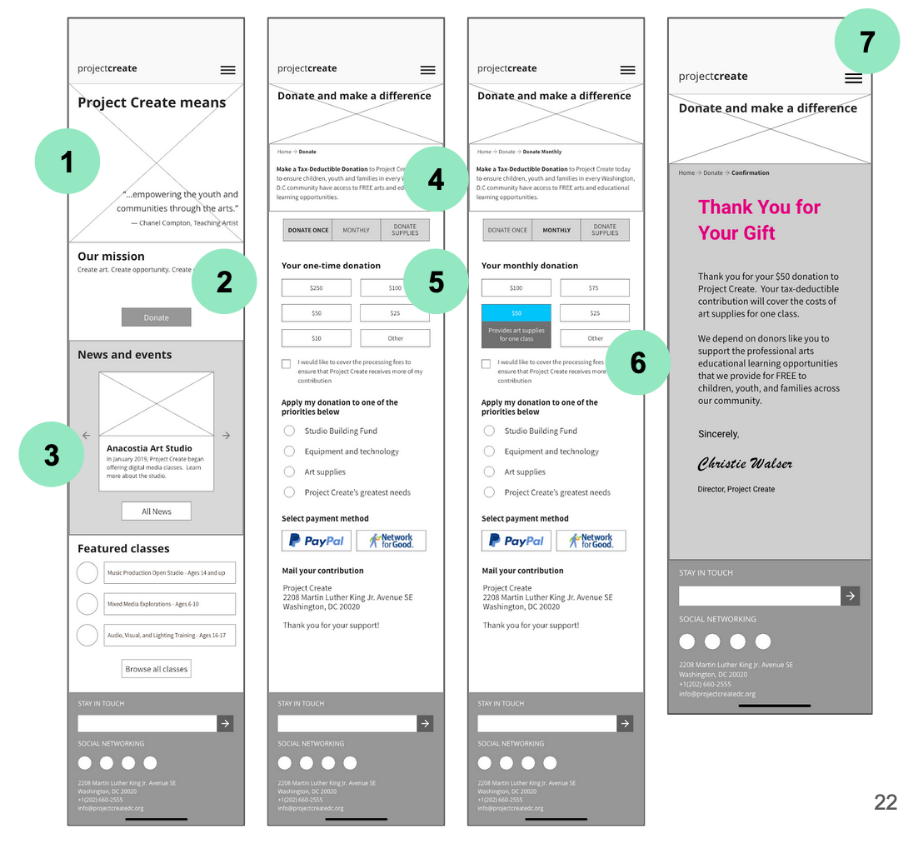 projectcreate
Project Create means
1
"...empowering the youth and
communities through the arts."
— Chanel Compton, Teaching Artist
Our mission
Create art. Create opportunity. Create
2
Donate
News and events
3
←
→
Anacostia Art Studio
In January 2019, Project Create began
offering digital media classes. Learn
more about the studio.
All News
Featured classes
Music Production Open Studio - Ages 14 and up
Mixed Media Explorations - Ages 6-10
Audio, Visual, and Lighting Training - Ages 16-17
Browse all classes
STAY IN TOUCH
→
SOCIAL NETWORKING
2208 Martin Luther King Jr. Avenue SE
Washington, DC 20020
+1(202) 660-2555
info@projectcreatedc.org
projectcreate
Donate and make a difference
Home → Donate
Make a Tax-Deductible Donation to Project
to ensure children, youth and families in every
D.C community have access to FREE arts and
learning opportunities.
4
DONATE ONCE
MONTHLY
DONATE
SUPPLIES
Your one-time donation
5
$250
$100
$50
$25
$10
Other
I would like to cover the processing fees to
ensure that Project Create receives more of my
contribution
Apply my donation to one of the
priorities below
Studio Building Fund
Equipment and technology
Art supplies
Project Create's greatest needs
Select payment method
PayPal
Network
for Good.
Mail your contribution
Project Create
2208 Martin Luther King Jr. Avenue SE
Washington, DC 20020
Thank you for your support!
STAY IN TOUCH
→
SOCIAL NETWORKING
2208 Martin Luther King Jr. Avenue SE
Washington, DC 20020
+1(202) 660-2555
info@projectcreatedc.org
projectcreate
Donate and make a difference
Home → Donate → Donate Monthly
Make a Tax-Deductible Donation to Project Create today
to ensure children, youth and families in every Washington,
D.C community have access to FREE arts and educational
learning opportunities.
DONATE ONCE
MONTHLY
DONATE
SUPPLIES
Your monthly donation
$100
$75
$50
$25
Provides art supplies
for one class
Other
6
I would like to cover the processing fees
ensure that Project Create receives more
contribution
Apply my donation to one of the
priorities below
Studio Building Fund
Equipment and technology
Art supplies
Project Create's greatest needs
Select payment method
PayPal
Network
for Good.
Mail your contribution
Project Create
2208 Martin Luther King Jr. Avenue SE
Washington, DC 20020
Thank you for your support!
STAY IN TOUCH
→
SOCIAL NETWORKING
2208 Martin Luther King Jr. Avenue SE
Washington, DC 20020
+1(202) 660-2555
info@projectcreatedc.org
7
projectcreate
Donate and make a difference
Home → Donate → Confirmation
Thank You for
Your Gift
Thank you for your $50 donation to
Project Create. Your tax-deductible
contribution will cover the costs of
art supplies for one class.
We depend on donors like you to
support the professional arts
educational learning opportunities
that we provide for FREE to
children, youth, and families across
our community.
Sincerely,
Christie Walser
Director, Project Create
STAY IN TOUCH
→
SOCIAL NETWORKING
2208 Martin Luther King Jr. Avenue SE
Washington, DC 20020
+1(202) 660-2555
info@projectcreatedc.org
22